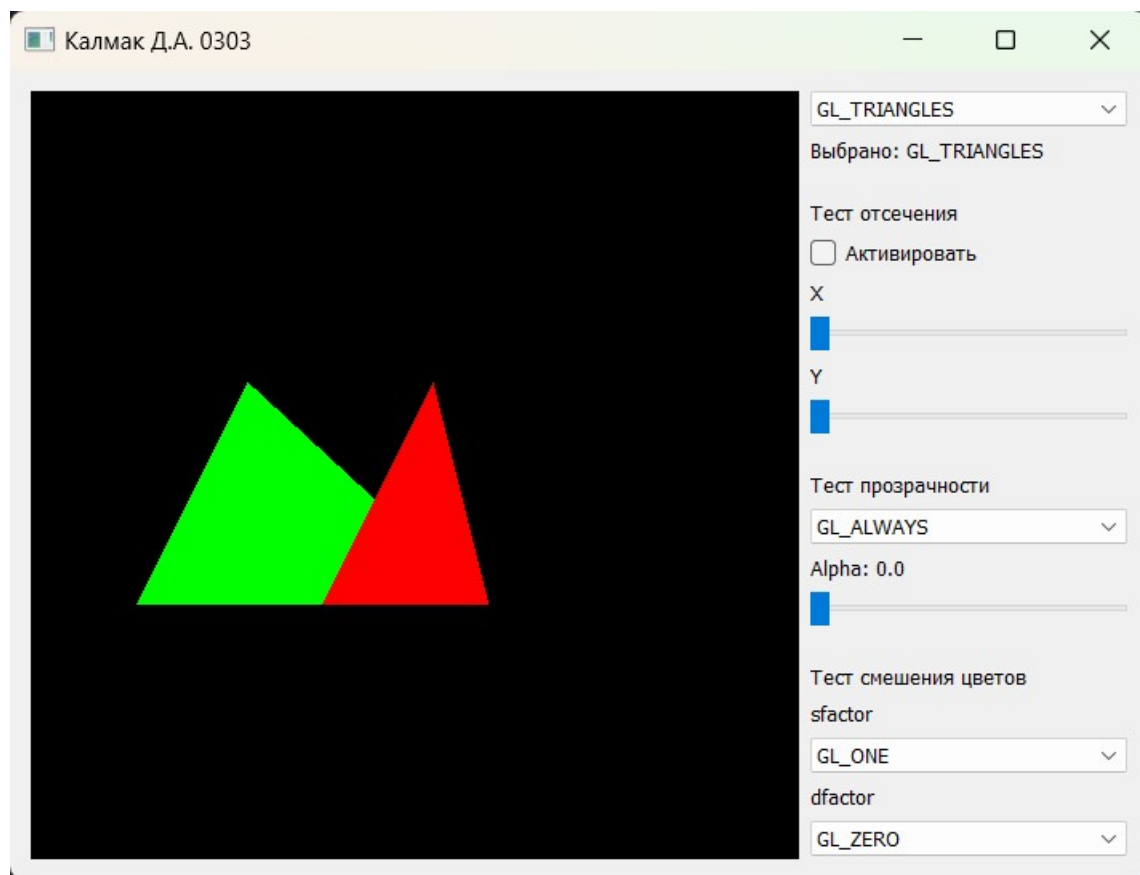 Калмак Д.А. 0303
GL_TRIANGLES
Выбрано: GL_TRIANGLES
Тест отсечения
Активировать
X
Y
Тест прозрачности
GL_ALWAYS
Alpha: 0.0
Тест смешения цветов
sfactor
GL_ONE
dfactor
GL_ZERO